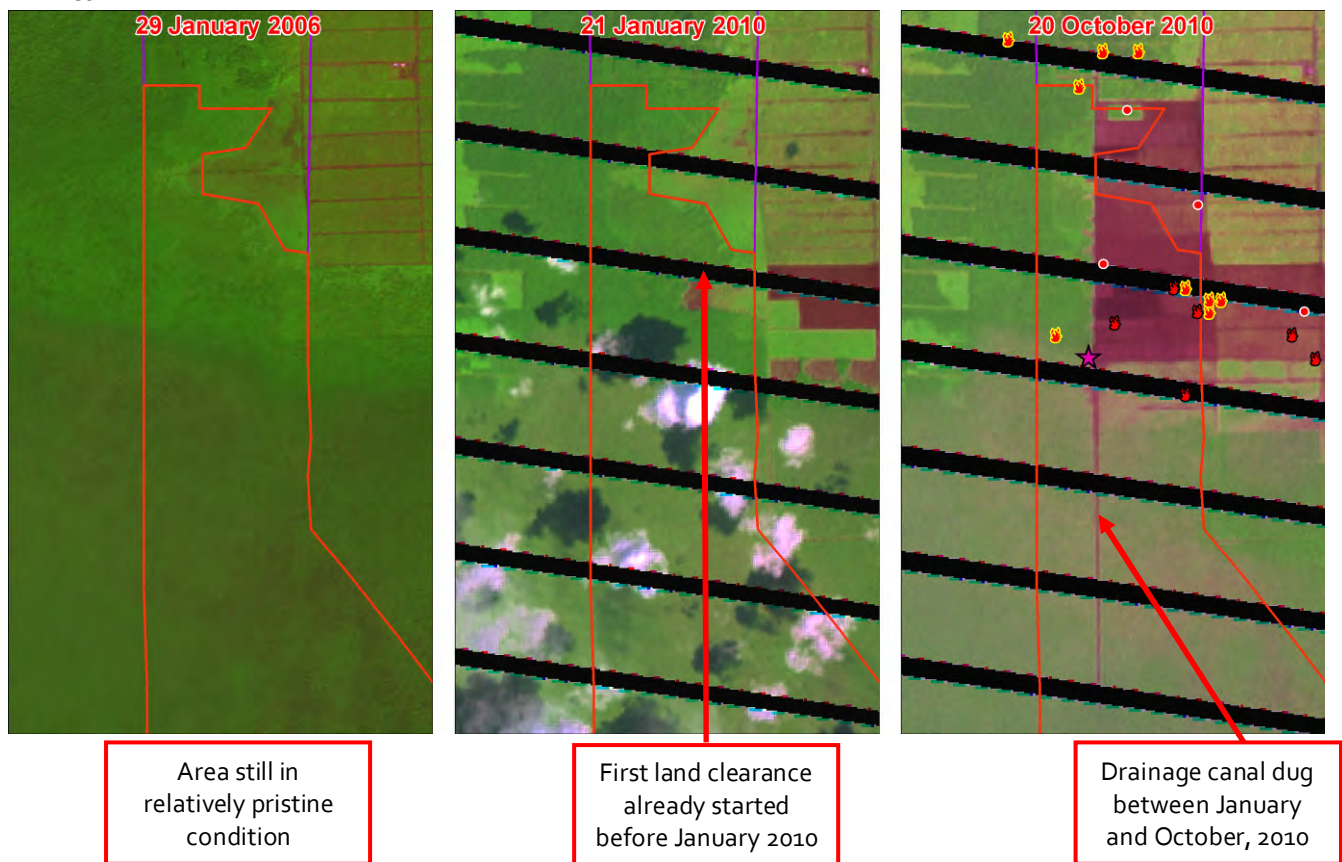 29 January 2006
21 January 2010
20 October 2010
Area still in
relatively pristine
condition
First land clearance
already started
before January 2010
Drainage canal dug
between January
and October, 2010